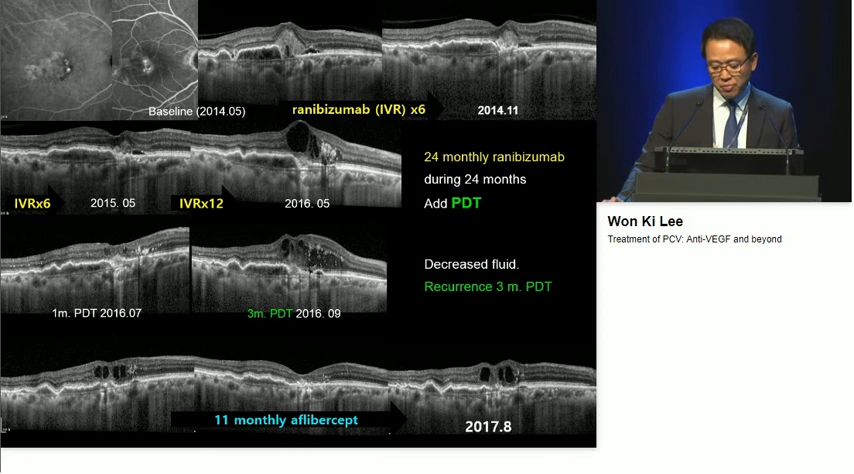 Baseline (2014.05)
ranibizumab (IVR) x6
2014.11
IVRx6
2015. 05
IVRx12
2016. 05
24 monthly ranibizumab
during 24 months
Add PDT
1m. PDT 2016.07
3m. PDT 2016. 09
Decreased fluid.
Recurrence 3 m. PDT
11 monthly aflibercept
2017.8
Won Ki Lee
Treatment of PCV: Anti-VEGF and beyond